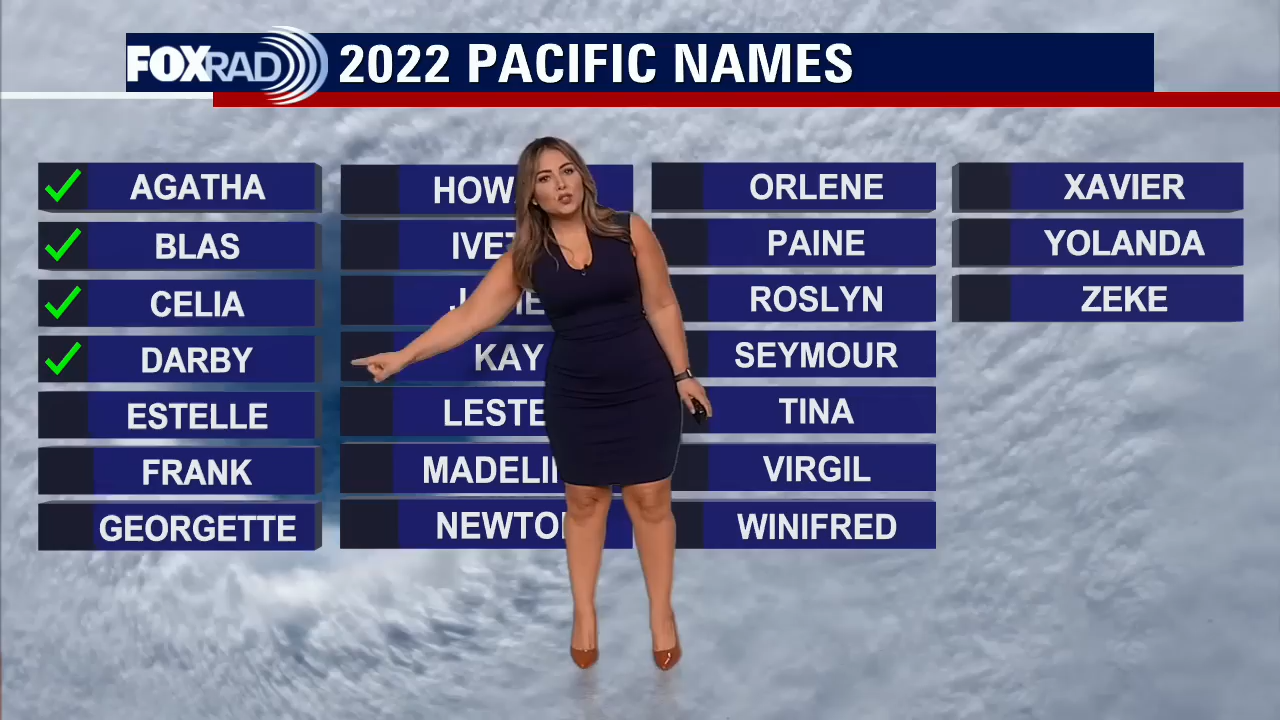 FOXRAD 2022 PACIFIC NAMES
AGATHA
BLAS
CELIA
DARBY
ESTELLE
FRANK
GEORGETTE
KAY
ORLENE
PAINE
ROSLYN
SEYMOUR
TINA
VIRGIL
WINIFRED
XAVIER
YOLANDA
ZEKE